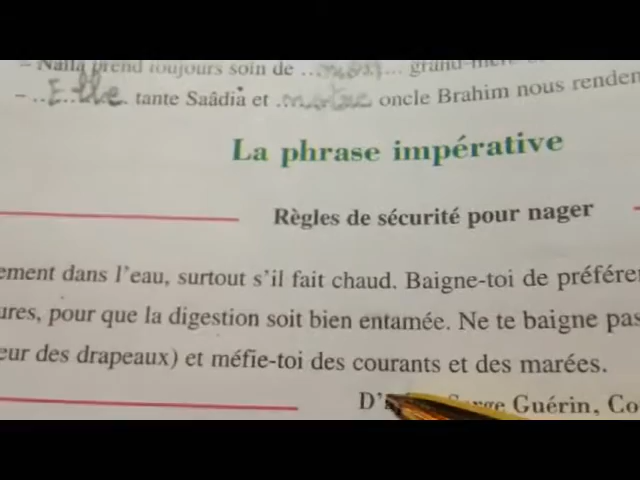 – Naïla prend toujours soin de ...... grand-mère
– ..Elle. tante Saâdia et ....... oncle Brahim nous renden
La phrase impérative
Règles de sécurité pour nager
ement dans l'eau, surtout s'il fait chaud. Baigne-toi de préféren
ures, pour que la digestion soit bien entamée. Ne te baigne pas
eur des drapeaux) et méfie-toi des courants et des marées.
D' Serge Guérin, Co